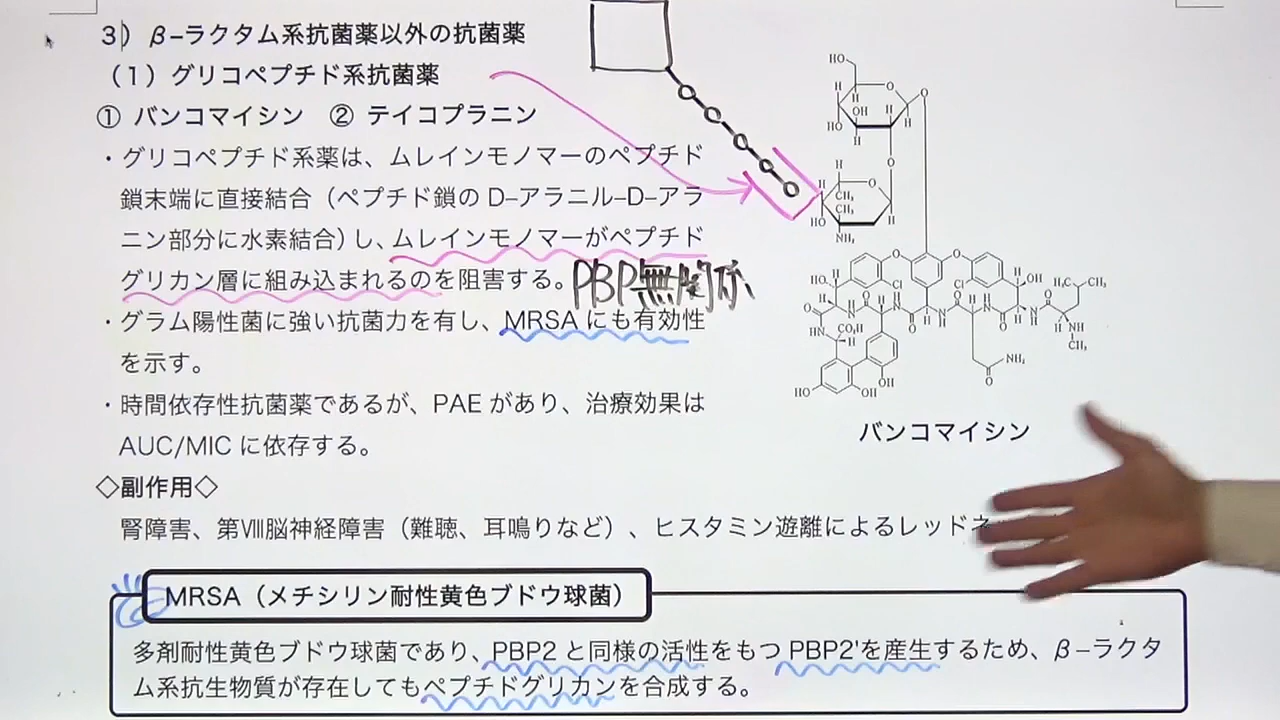 3）β−ラクタム系抗菌薬以外の抗菌薬
（1）グリコペプチド系抗菌薬
① バンコマイシン　② テイコプラニン
・グリコペプチド系薬は、ムレインモノマーのペプチド
鎖末端に直接結合（ペプチド鎖の D−アラニル−D−アラ
ニン部分に水素結合）し、ムレインモノマーがペプチド
グリカン層に組み込まれるのを阻害する。
PBP無関係
・グラム陽性菌に強い抗菌力を有し、MRSA にも有効性
を示す。
・時間依存性抗菌薬であるが、PAE があり、治療効果は
AUC/MIC に依存する。
バンコマイシン
◇副作用◇
腎障害、第Ⅷ脳神経障害（難聴、耳鳴りなど）、ヒスタミン遊離によるレッドネ
MRSA（メチシリン耐性黄色ブドウ球菌）
多剤耐性黄色ブドウ球菌であり、PBP2 と同様の活性をもつ PBP2'を産生するため、β−ラクタ
ム系抗生物質が存在してもペプチドグリカンを合成する。